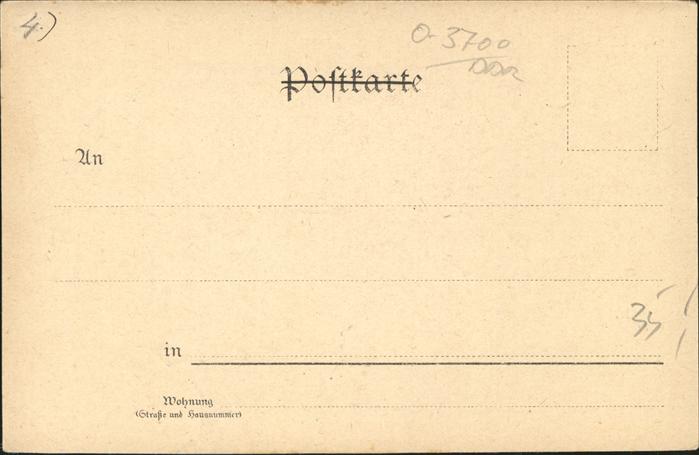 4.)
O-3700
DDR
Postkarte
An
35
in
Wohnung
(Straße und Hausnummer)